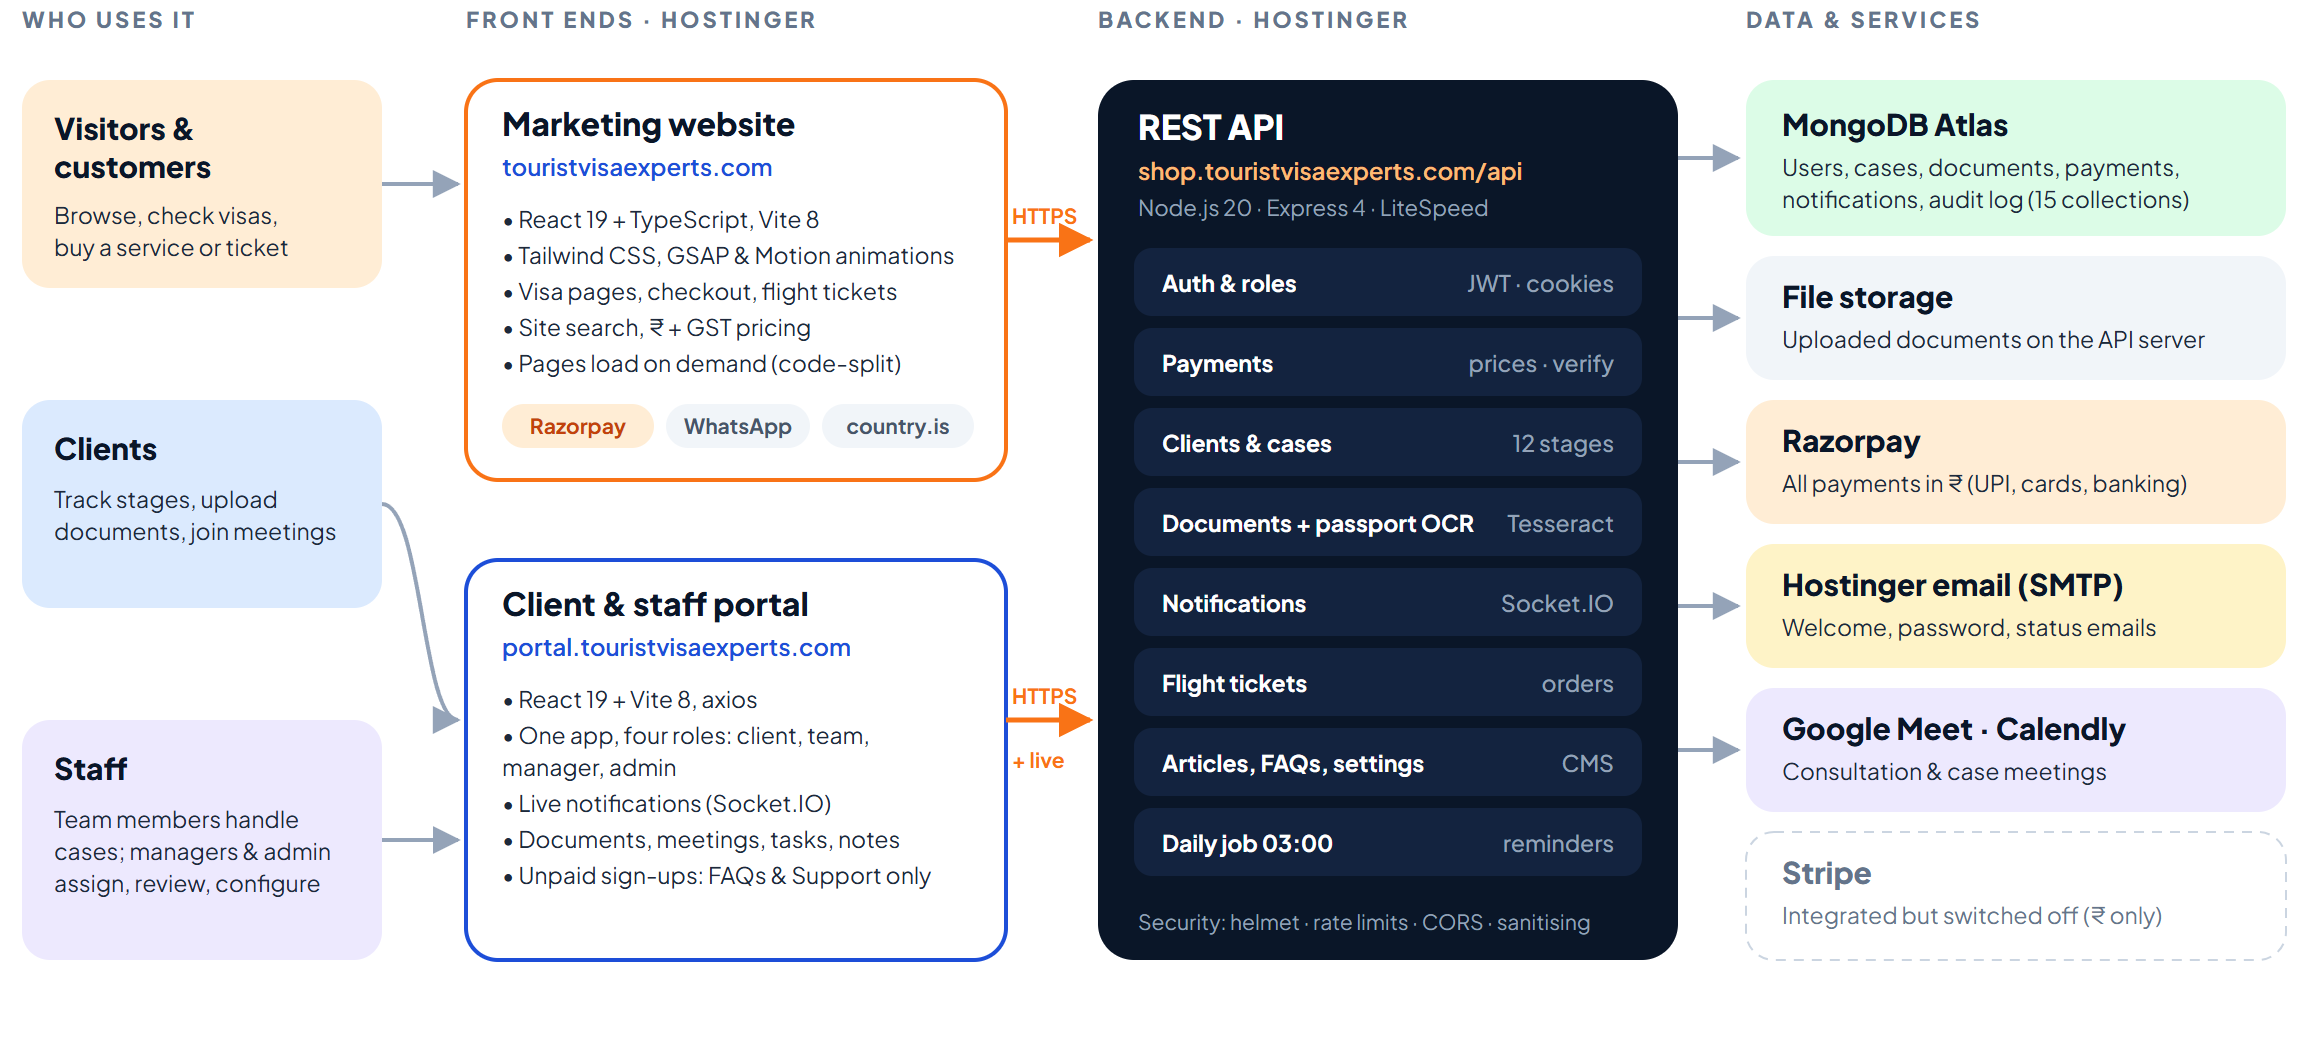 WHO USES IT
Visitors &
customers
Browse, check visas,
buy a service or ticket
Clients
Track stages, upload
documents, join meetings
Staff
Team members handle
cases; managers & admin
assign, review, configure
FRONT ENDS · HOSTINGER
Marketing website
touristvisaexperts.com
• React 19 + TypeScript, Vite 8
• Tailwind CSS, GSAP & Motion animations
• Visa pages, checkout, flight tickets
• Site search, ₹ + GST pricing
• Pages load on demand (code-split)
Razorpay WhatsApp country.is
Client & staff portal
portal.touristvisaexperts.com
• React 19 + Vite 8, axios
• One app, four roles: client, team,
manager, admin
• Live notifications (Socket.IO)
• Documents, meetings, tasks, notes
• Unpaid sign-ups: FAQs & Support only
HTTPS
HTTPS
+ live
BACKEND · HOSTINGER
REST API
shop.touristvisaexperts.com/api
Node.js 20 · Express 4 · LiteSpeed
Auth & roles JWT · cookies
Payments prices · verify
Clients & cases 12 stages
Documents + passport OCR Tesseract
Notifications Socket.IO
Flight tickets orders
Articles, FAQs, settings CMS
Daily job 03:00 reminders
Security: helmet · rate limits · CORS · sanitising
DATA & SERVICES
MongoDB Atlas
Users, cases, documents, payments,
notifications, audit log (15 collections)
File storage
Uploaded documents on the API server
Razorpay
All payments in ₹ (UPI, cards, banking)
Hostinger email (SMTP)
Welcome, password, status emails
Google Meet · Calendly
Consultation & case meetings
Stripe
Integrated but switched off (₹ only)